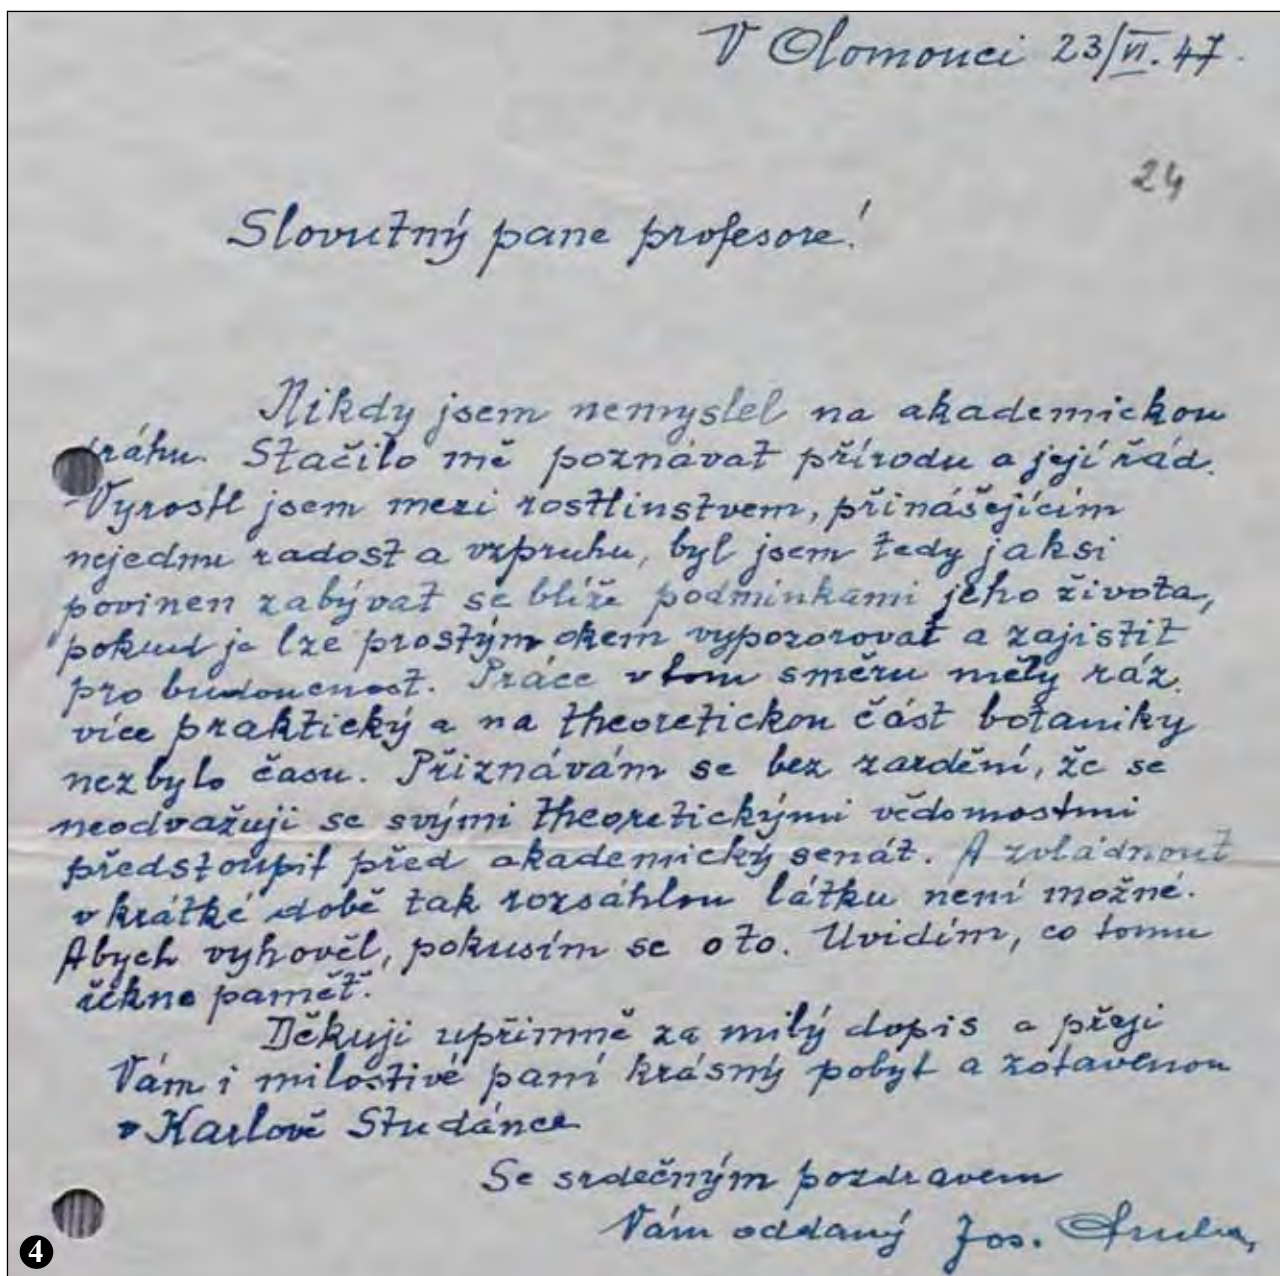 V Olomouci 23/VI. 47.
24
Slovutný pane profesore!
Nikdy jsem nemyslel na akademickou
dráhu. Stačilo mě poznávat přírodu a její řád.
Vyrostl jsem mezi rostlinstvem, přinášejícím
nejednu radost a vzpruhu, byl jsem tedy jaksi
povinen zabývat se blíže podmínkami jeho života,
pokud je lze prostým okem vypozorovat a zajistit
pro budoucnost. Práce v tom směru měly ráz
více praktický a na theoretickou část botaniky
nezbylo času. Přiznávám se bez zardění, že se
neodvažuji se svými theoretickými vědomostmi
předstoupit před akademický senát. A zvládnout
v krátké době tak rozsáhlou látku není možné.
Abych vyhověl, pokusím se o to. Uvidím, co tomu
řekne paměť.
Děkuji upřímně za milý dopis a přeji
Vám i milostivé paní krásný pobyt a zotavenou
v Karlově Studánce
Se srdečným pozdravem
Vám oddaný Jos.
4